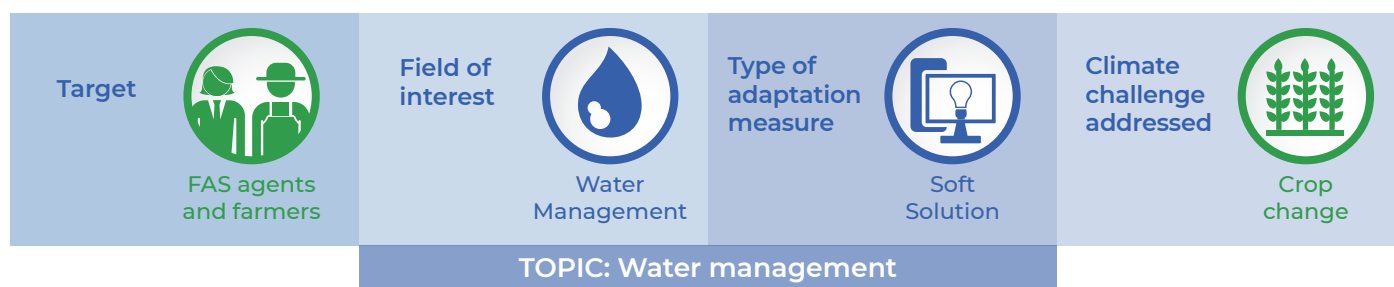 Target
FAS agents
and farmers
Field of
interest
Water
Management
Type of
adaptation
measure
Soft
Solution
Climate
challenge
addressed
Crop
change
TOPIC: Water management